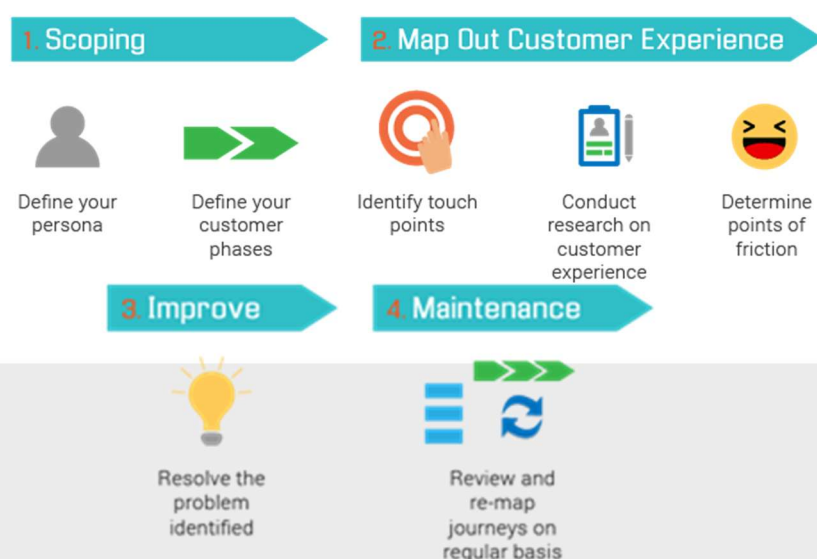 1. Scoping
2. Map Out Customer Experience
Define your
persona
Define your
customer
phases
Identify touch
points
Conduct
research on
customer
experience
Determine
points of
friction
3. Improve
4. Maintenance
Resolve the
problem
identified
Review and
re-map
journeys on
regular basis